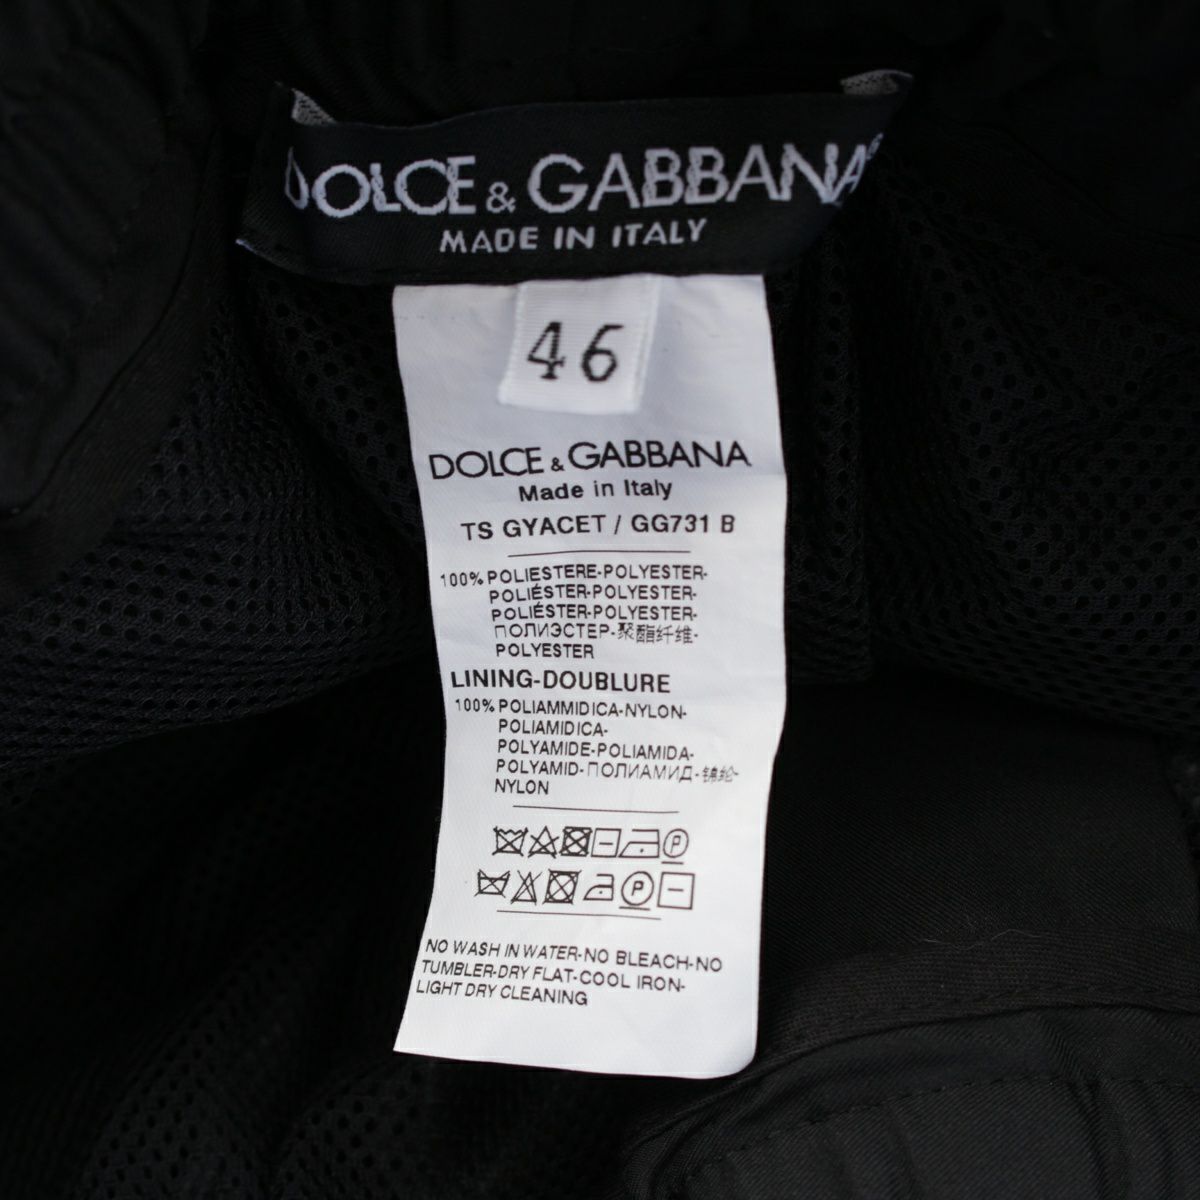 DOLCE & GABBANA
MADE IN ITALY
46
DOLCE & GABBANA
Made in Italy
TS GYACET / GG731 B
100% POLIESTERE-POLYESTER-
POLIÉSTER-POLYESTER-
POLIÉSTER-POLYESTER-
ПОЛИЭСТЕР-聚酯纤维-
POLYESTER
LINING-DOUBLURE
100% POLIAMMIDICA-NYLON-
POLIAMIDICA-
POLYAMIDE-POLIAMIDA-
POLYAMID-ПОЛИАМИД-锦纶-
NYLON
P
P
NO WASH IN WATER-NO BLEACH-NO
TUMBLER-DRY FLAT-COOL IRON-
LIGHT DRY CLEANING